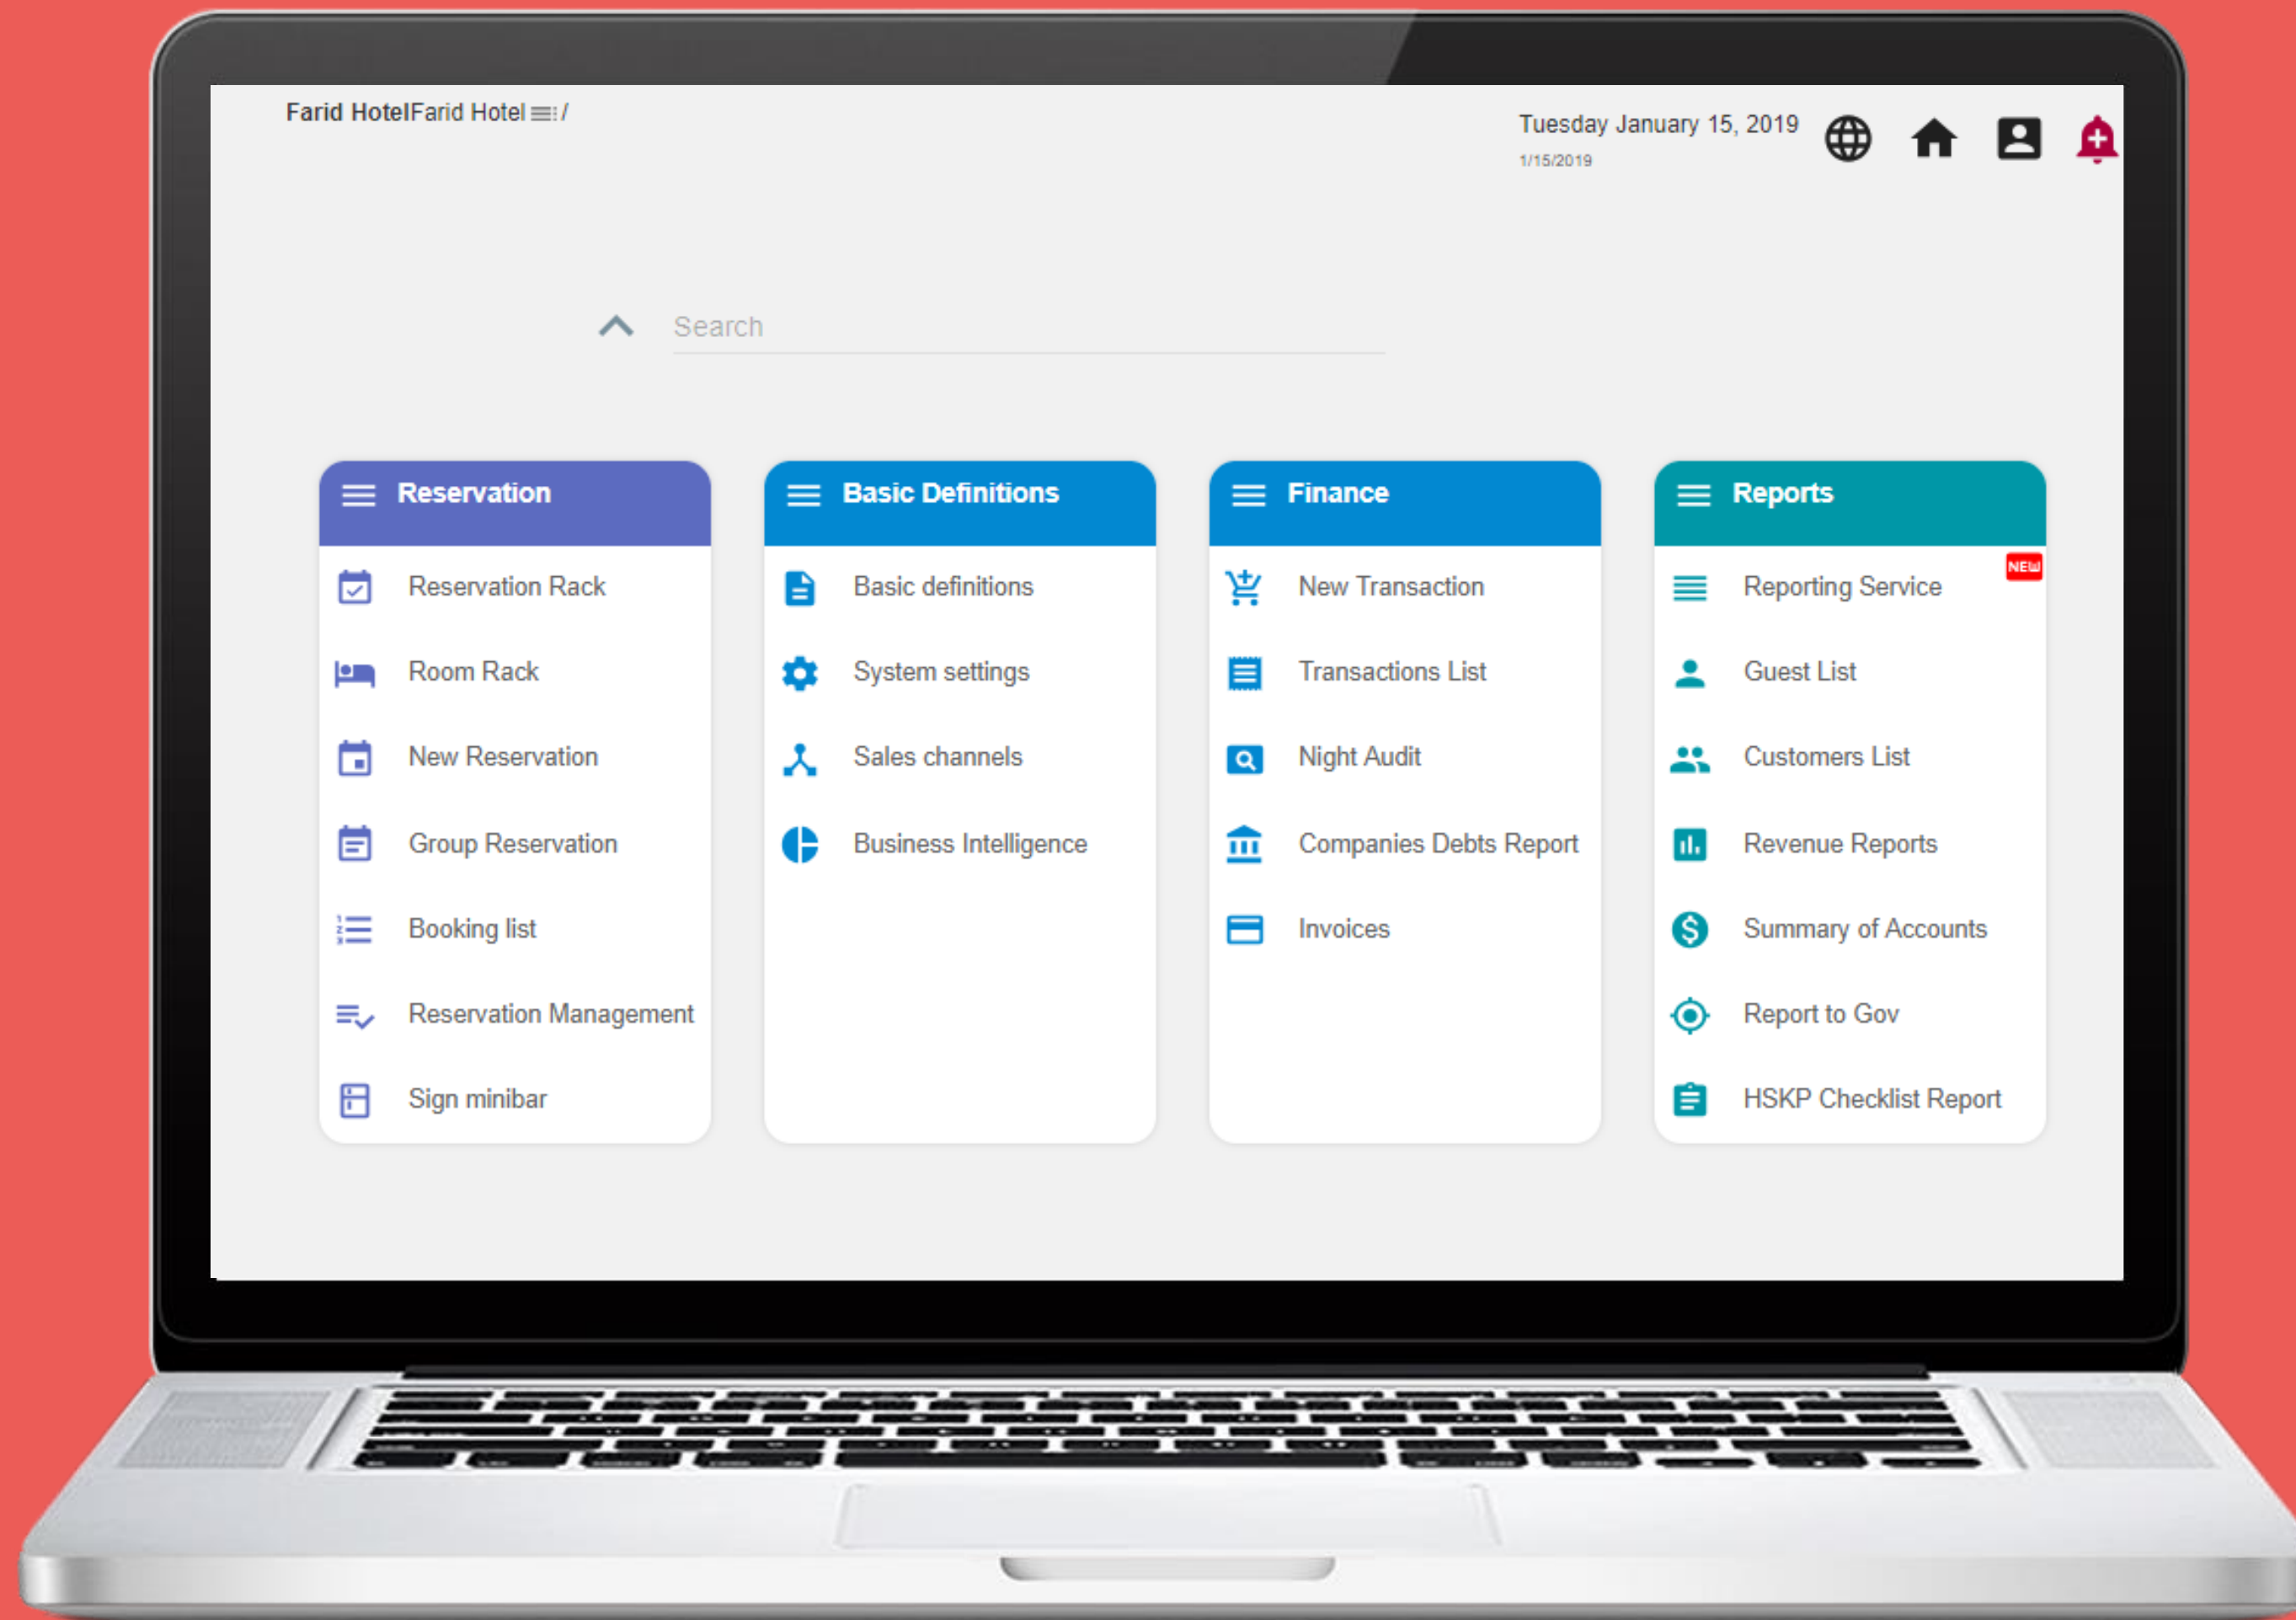 Farid HotelFarid Hotel /
Tuesday January 15, 2019
1/15/2019
Search
Reservation
Reservation Rack
Room Rack
New Reservation
Group Reservation
Booking list
Reservation Management
Sign minibar
Basic Definitions
Basic definitions
System settings
Sales channels
Business Intelligence
Finance
New Transaction
Transactions List
Night Audit
Companies Debts Report
Invoices
Reports
NEW
Reporting Service
Guest List
Customers List
Revenue Reports
Summary of Accounts
Report to Gov
HSKP Checklist Report